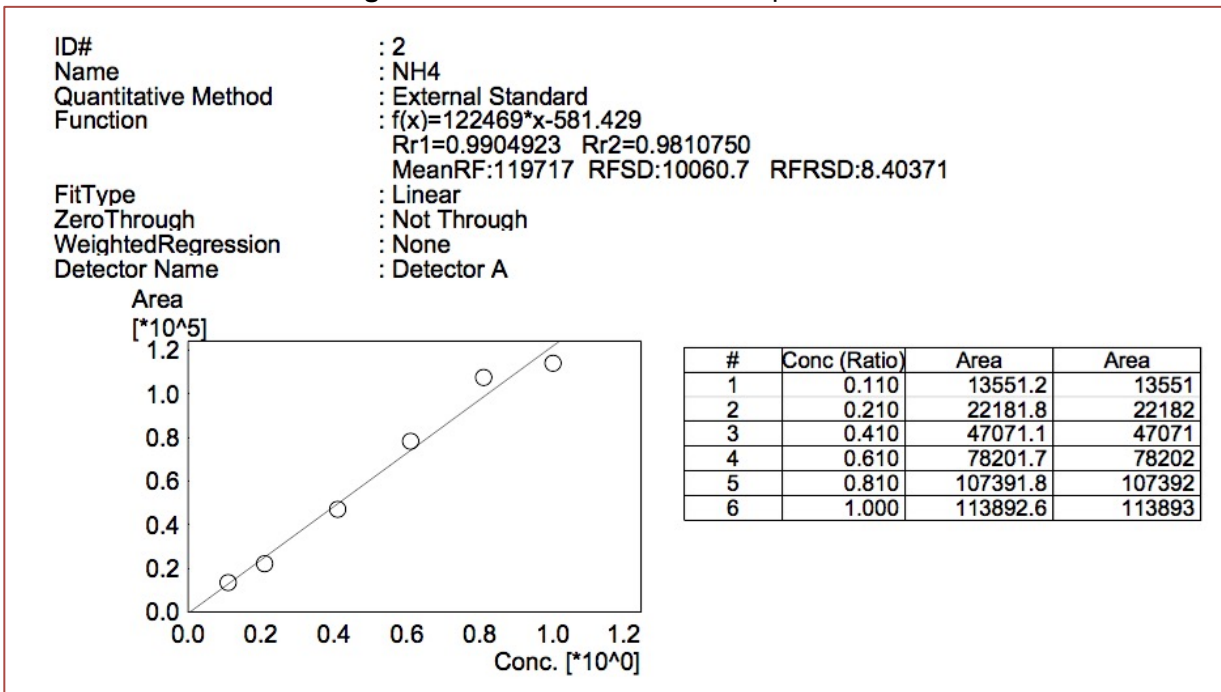 ID# : 2
Name : NH4
Quantitative Method : External Standard
Function : f(x)=122469*x-581.429
Rr1=0.9904923 Rr2=0.9810750
MeanRF:119717 RFSD:10060.7 RFRSD:8.40371
FitType : Linear
ZeroThrough : Not Through
WeightedRegression : None
Detector Name : Detector A
Area
[*10^5]
1.2
1.0
0.8
0.6
0.4
0.2
0.0
0.0 0.2 0.4 0.6 0.8 1.0 1.2
Conc. [*10^0]
# Conc (Ratio) Area Area
1 0.110 13551.2 13551
2 0.210 22181.8 22182
3 0.410 47071.1 47071
4 0.610 78201.7 78202
5 0.810 107391.8 107392
6 1.000 113892.6 113893